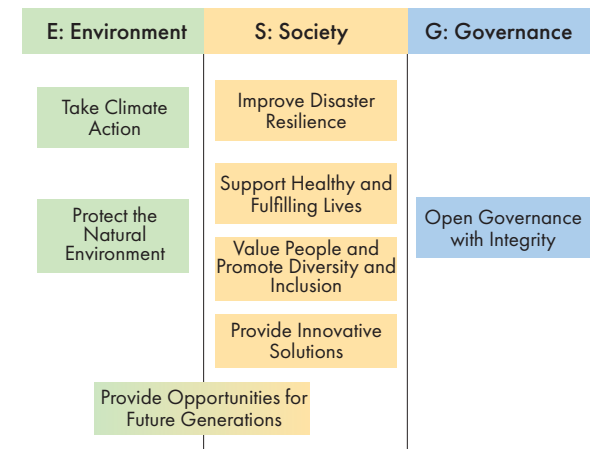 E: Environment
S: Society
G: Governance
Take Climate
Action
Protect the
Natural
Environment
Improve Disaster
Resilience
Support Healthy and
Fulfilling Lives
Value People and
Promote Diversity and
Inclusion
Provide Innovative
Solutions
Open Governance
with Integrity
Provide Opportunities for
Future Generations